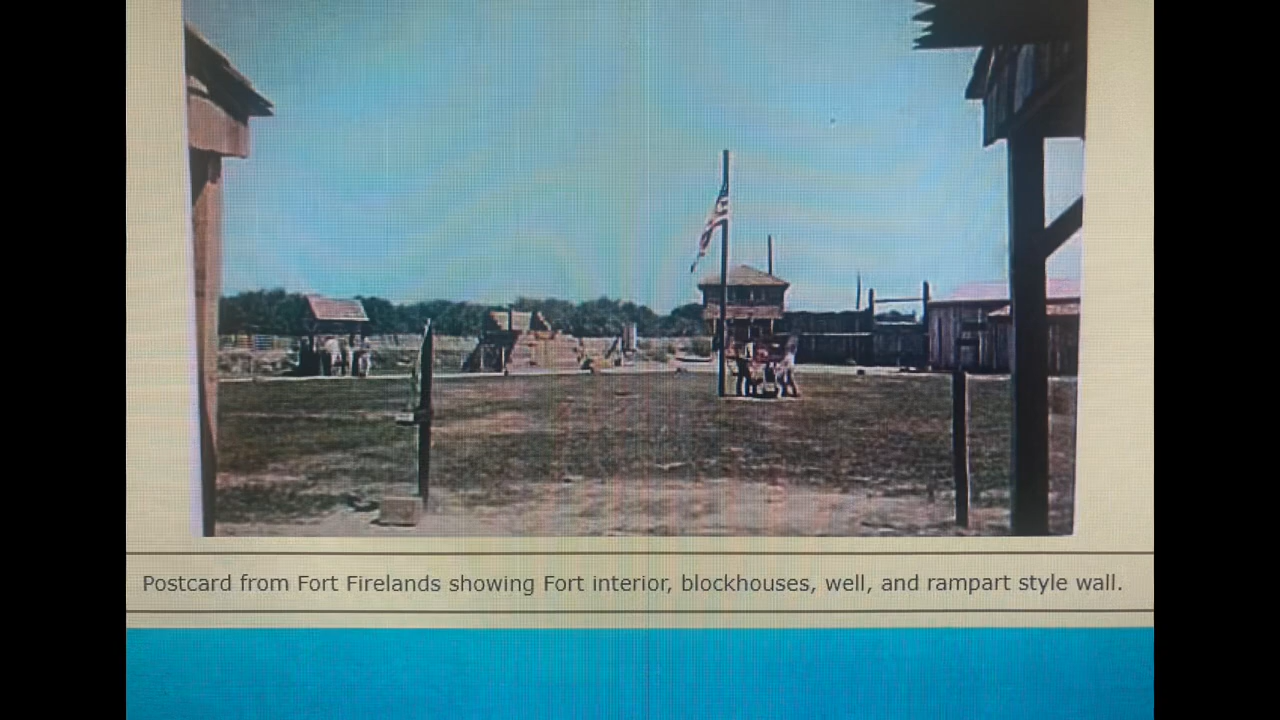 Postcard from Fort Firelands showing Fort interior, blockhouses, well, and rampart style wall.